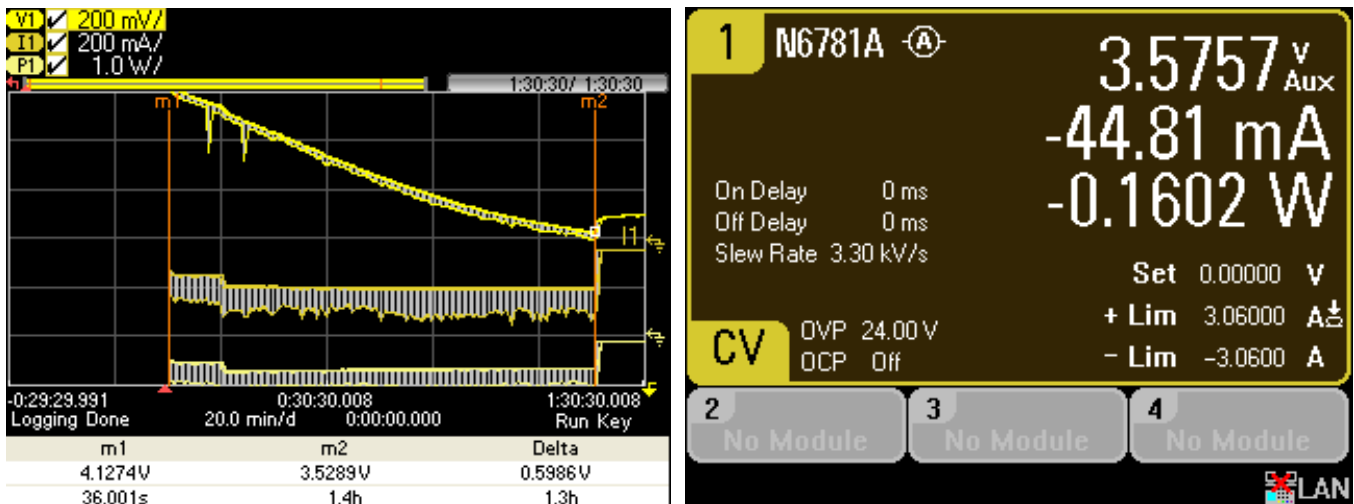 V1 200 mV/
I1 200 mA/
P1 1.0 W/
1:30:30/ 1:30:30
m1 m2
I1
-0:29:29.991 0:30:30.008 1:30:30.008
Logging Done 20.0 min/d 0:00:00.000 Run Key
m1 m2 Delta
4.1274V 3.5289V 0.5986V
36.001s 1.4h 1.3h
1 N6781A A
3.5757 V Aux
-44.81 mA
-0.1602 W
On Delay 0 ms
Off Delay 0 ms
Slew Rate 3.30 kV/s
Set 0.00000 V
+ Lim 3.06000 A
- Lim -3.0600 A
CV
OVP 24.00 V
OCP Off
2 No Module
3 No Module
4 No Module
LAN